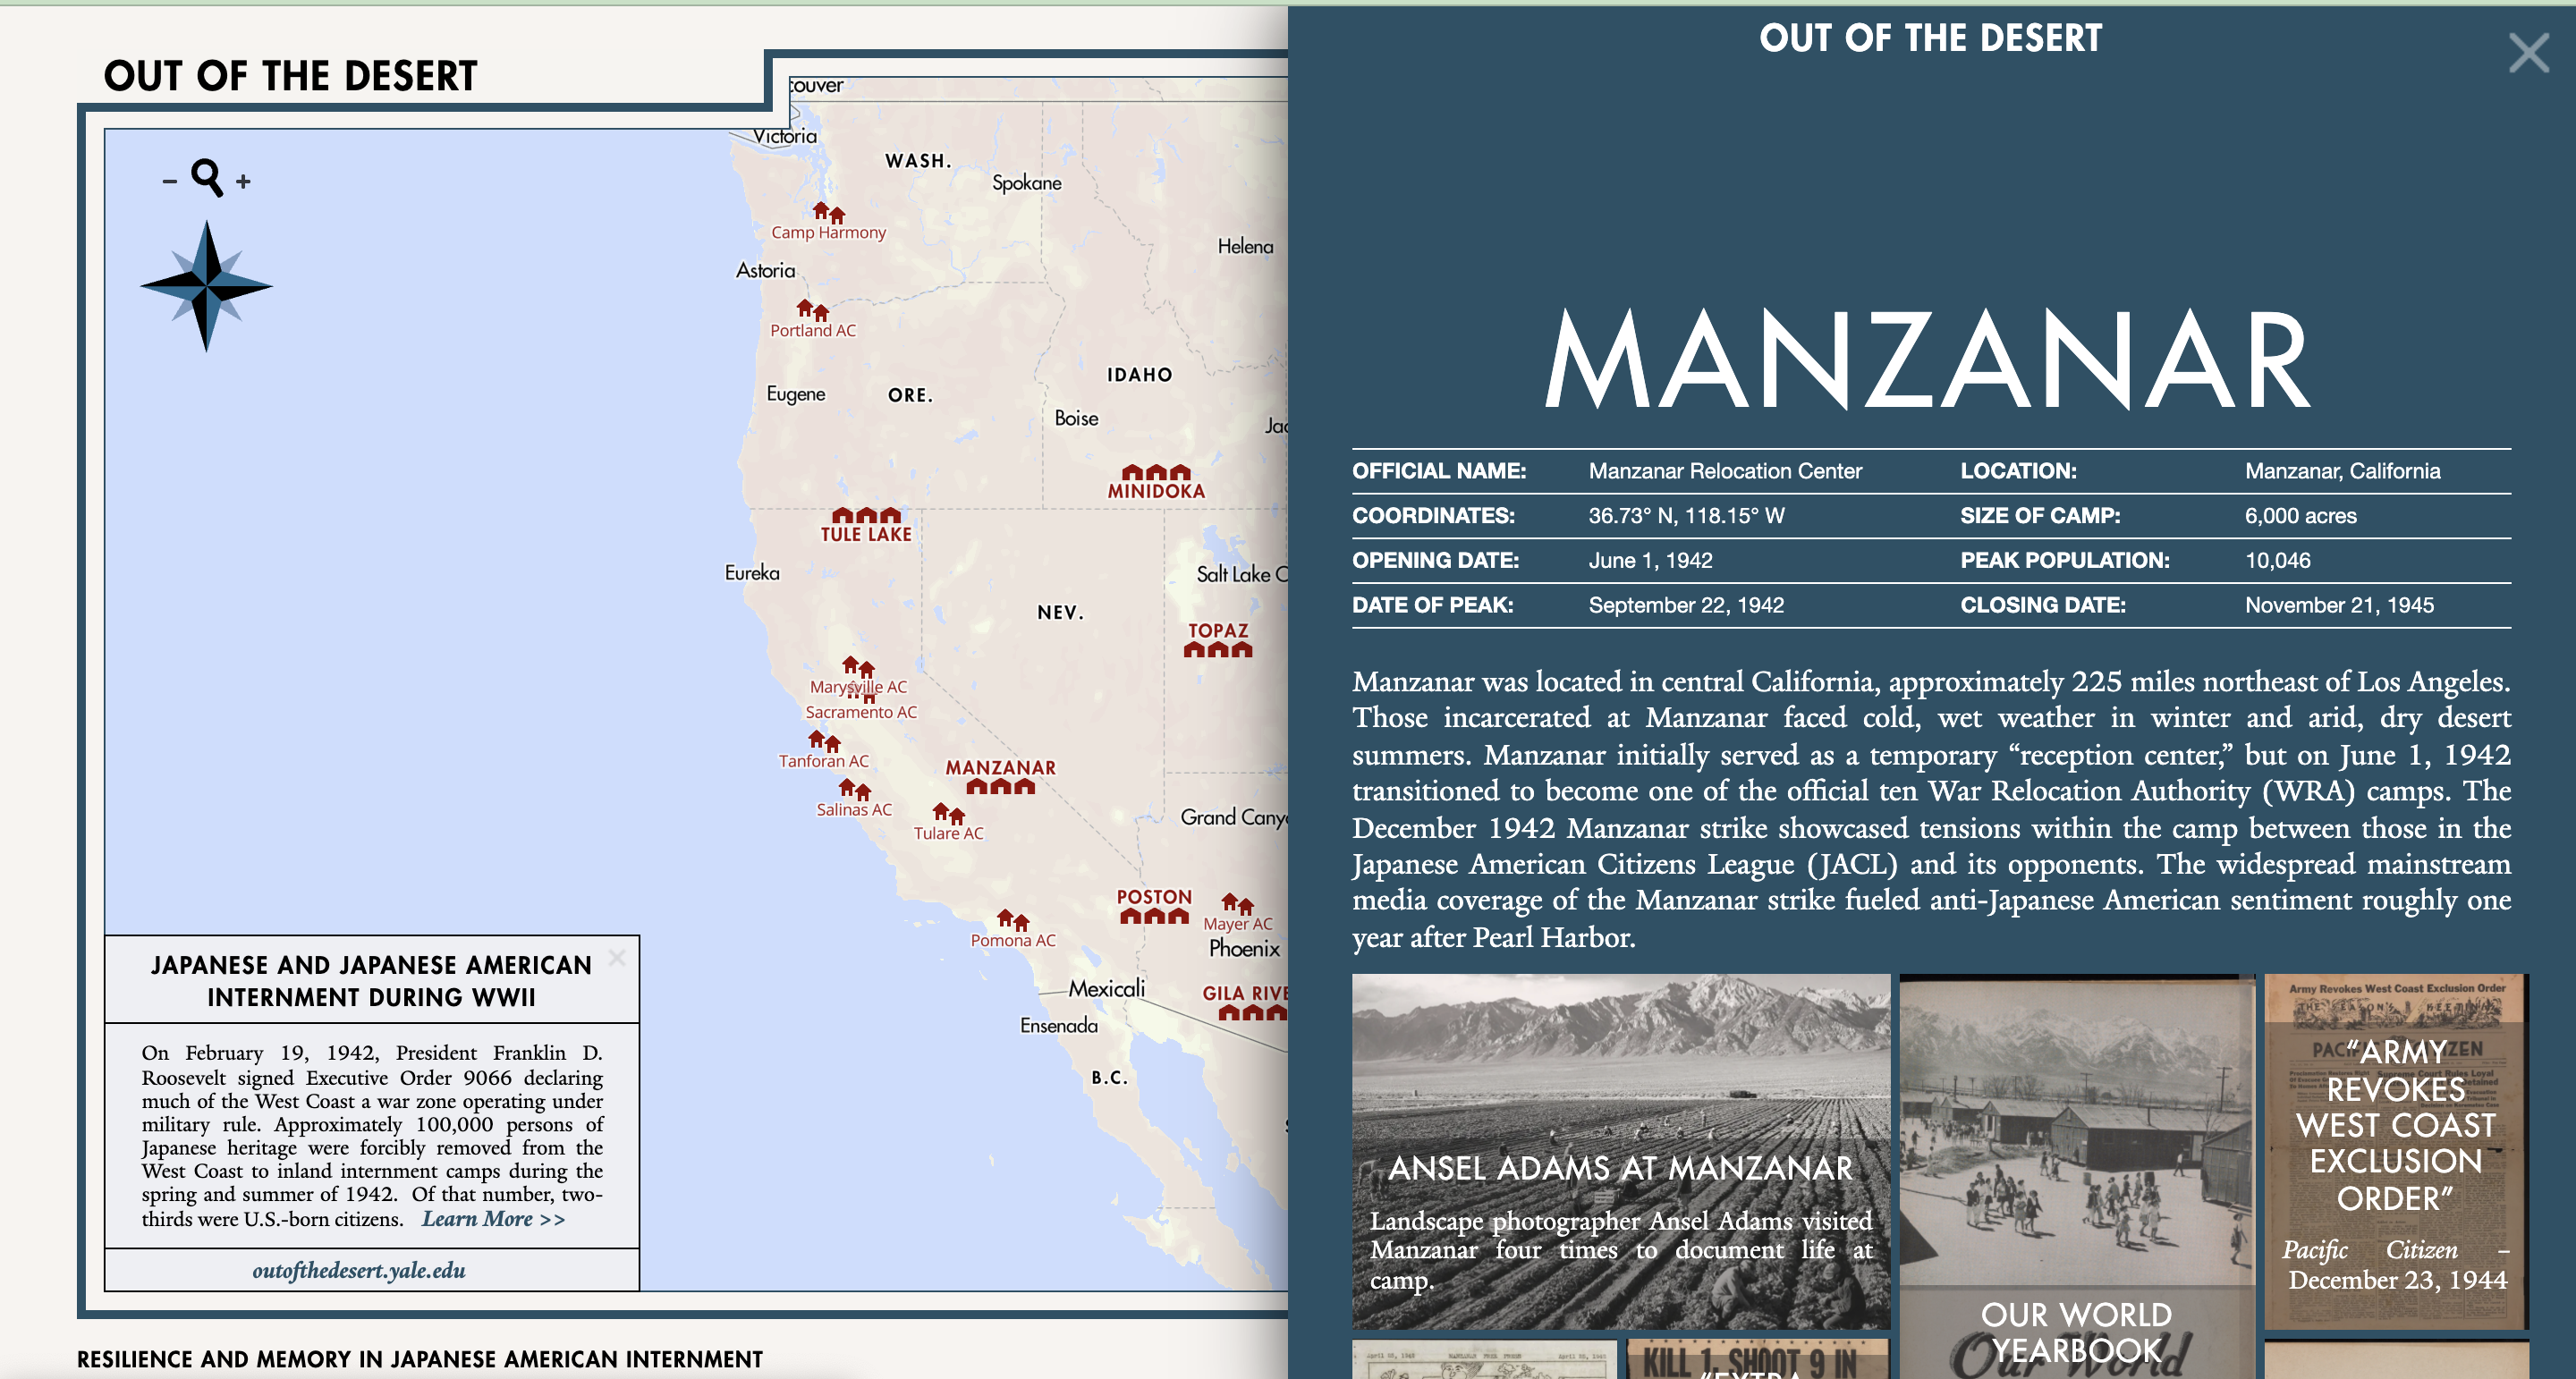 OUT OF THE DESERT
couver
Victoria
WASH.
Spokane
Camp Harmony
Helena
Astoria
Portland AC
IDAHO
Eugene
ORE.
Boise
MINIDOKA
TULE LAKE
Eureka
Salt Lake C
NEV.
TOPAZ
Marysville AC
Sacramento AC
Tanforan AC
MANZANAR
Salinas AC
Grand Cany
Tulare AC
POSTON
Mayer AC
Pomona AC
Phoenix
Mexicali
GILA RIVE
Ensenada
B.C.
JAPANESE AND JAPANESE AMERICAN
INTERNMENT DURING WWII
On February 19, 1942, President Franklin D.
Roosevelt signed Executive Order 9066 declaring
much of the West Coast a war zone operating under
military rule. Approximately 100,000 persons of
Japanese heritage were forcibly removed from the
West Coast to inland internment camps during the
spring and summer of 1942. Of that number, two-
thirds were U.S.-born citizens. Learn More >>
outofthedesert.yale.edu
RESILIENCE AND MEMORY IN JAPANESE AMERICAN INTERNMENT
OUT OF THE DESERT
MANZANAR
OFFICIAL NAME: Manzanar Relocation Center LOCATION: Manzanar, California
COORDINATES: 36.73° N, 118.15° W SIZE OF CAMP: 6,000 acres
OPENING DATE: June 1, 1942 PEAK POPULATION: 10,046
DATE OF PEAK: September 22, 1942 CLOSING DATE: November 21, 1945
Manzanar was located in central California, approximately 225 miles northeast of Los Angeles.
Those incarcerated at Manzanar faced cold, wet weather in winter and arid, dry desert
summers. Manzanar initially served as a temporary “reception center,” but on June 1, 1942
transitioned to become one of the official ten War Relocation Authority (WRA) camps. The
December 1942 Manzanar strike showcased tensions within the camp between those in the
Japanese American Citizens League (JACL) and its opponents. The widespread mainstream
media coverage of the Manzanar strike fueled anti-Japanese American sentiment roughly one
year after Pearl Harbor.
ANSEL ADAMS AT MANZANAR
Landscape photographer Ansel Adams visited
Manzanar four times to document life at
camp.
OUR WORLD
YEARBOOK
Our World
Army Revokes West Coast Exclusion Order
“ARMY
REVOKES
WEST COAST
EXCLUSION
ORDER”
Pacific Citizen –
December 23, 1944
KILL 1, SHOOT 9 IN
“EXTRA